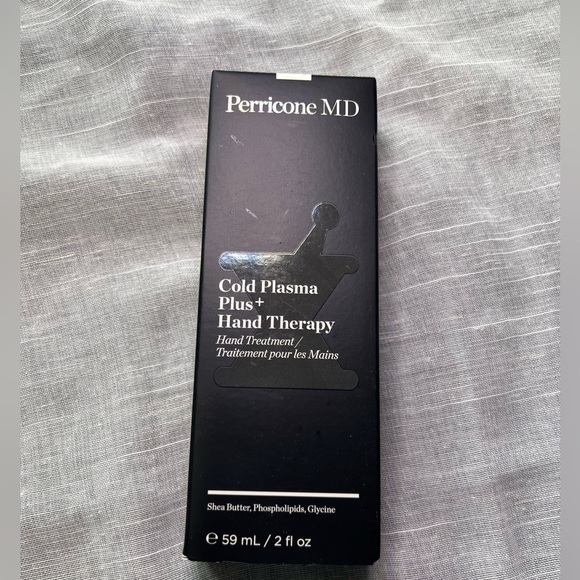 Perricone MD
Cold Plasma
Plus+
Hand Therapy
Hand Treatment /
Traitement pour les Mains
Shea Butter, Phospholipids, Glycine
℮ 59 mL / 2 fl oz